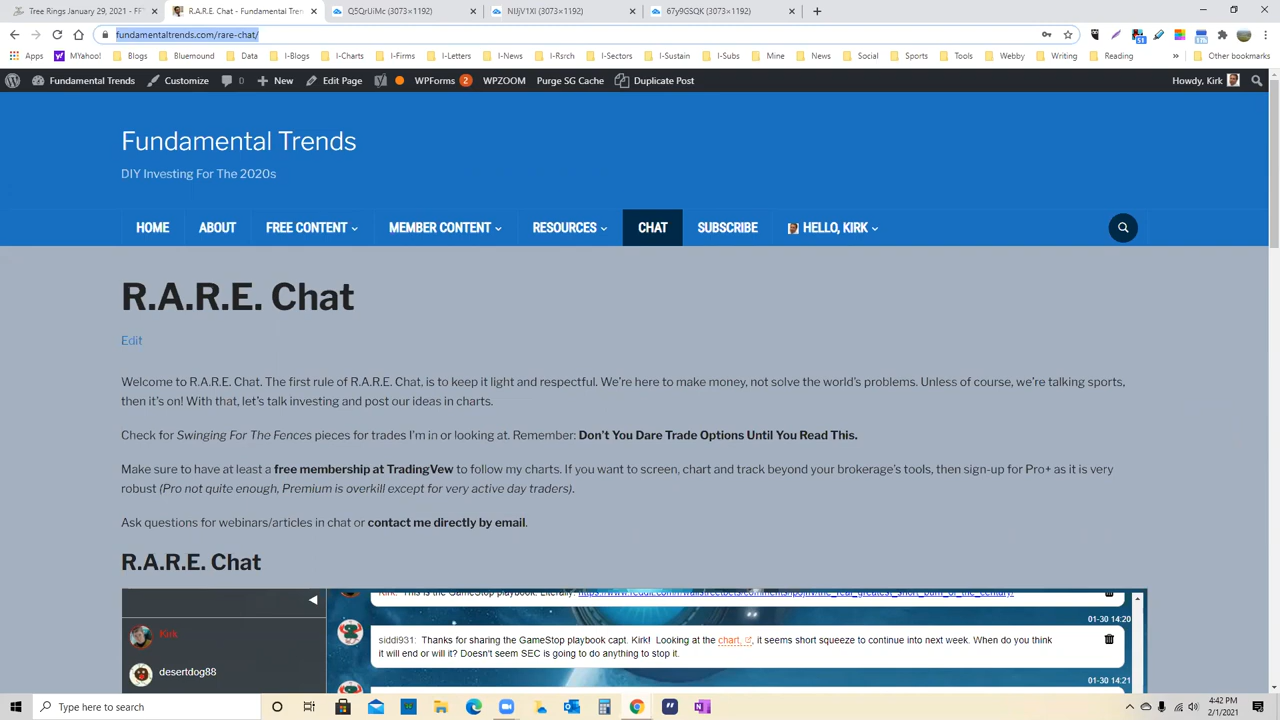 Tree Rings January 29, 2021 - FF
R.A.R.E. Chat - Fundamental Tren
Q5QrUiMc (3073×1192)
67y9GSQK (3073×1192)
fundamentaltrends.com/rare-chat/
Apps MYahoo! Blogs Bluemound Data I-Blogs I-Charts I-Firms I-Letters I-News I-Rsrch I-Sectors I-Sustain I-Subs Mine News Social Sports Tools Webby Writing Reading » Other bookmarks
Fundamental Trends Customize 0 New Edit Page WPForms 2 WPZOOM Purge SG Cache Duplicate Post Howdy, Kirk
Fundamental Trends
DIY Investing For The 2020s
HOME ABOUT FREE CONTENT MEMBER CONTENT RESOURCES CHAT SUBSCRIBE HELLO, KIRK
R.A.R.E. Chat
Edit
Welcome to R.A.R.E. Chat. The first rule of R.A.R.E. Chat, is to keep it light and respectful. We're here to make money, not solve the world's problems. Unless of course, we're talking sports,
then it's on! With that, let's talk investing and post our ideas in charts.
Check for Swinging For The Fences pieces for trades I'm in or looking at. Remember: Don't You Dare Trade Options Until You Read This.
Make sure to have at least a free membership at TradingVew to follow my charts. If you want to screen, chart and track beyond your brokerage's tools, then sign-up for Pro+ as it is very
robust (Pro not quite enough, Premium is overkill except for very active day traders).
Ask questions for webinars/articles in chat or contact me directly by email.
R.A.R.E. Chat
Kirk: This is the GameStop playbook. Literally.
01-30 14:20
Kirk
siddi931: Thanks for sharing the GameStop playbook capt. Kirk! Looking at the chart, it seems short squeeze to continue into next week. When do you think
it will end or will it? Doesn't seem SEC is going to do anything to stop it.
desertdog88
01-30 14:21
Type here to search
4:42 PM
2/1/2021